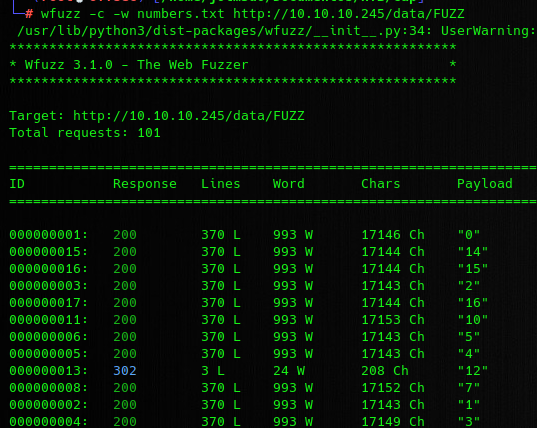 └─# wfuzz -c -w numbers.txt http://10.10.10.245/data/FUZZ
/usr/lib/python3/dist-packages/wfuzz/__init__.py:34: UserWarning:
********************************************************
* Wfuzz 3.1.0 - The Web Fuzzer *
********************************************************
Target: http://10.10.10.245/data/FUZZ
Total requests: 101
==================================================================
ID Response Lines Word Chars Payload
==================================================================
000000001: 200 370 L 993 W 17146 Ch "0"
000000015: 200 370 L 993 W 17144 Ch "14"
000000016: 200 370 L 993 W 17144 Ch "15"
000000003: 200 370 L 993 W 17143 Ch "2"
000000017: 200 370 L 993 W 17144 Ch "16"
000000011: 200 370 L 993 W 17153 Ch "10"
000000006: 200 370 L 993 W 17143 Ch "5"
000000005: 200 370 L 993 W 17143 Ch "4"
000000013: 302 3 L 24 W 208 Ch "12"
000000008: 200 370 L 993 W 17152 Ch "7"
000000002: 200 370 L 993 W 17143 Ch "1"
000000004: 200 370 L 993 W 17149 Ch "3"